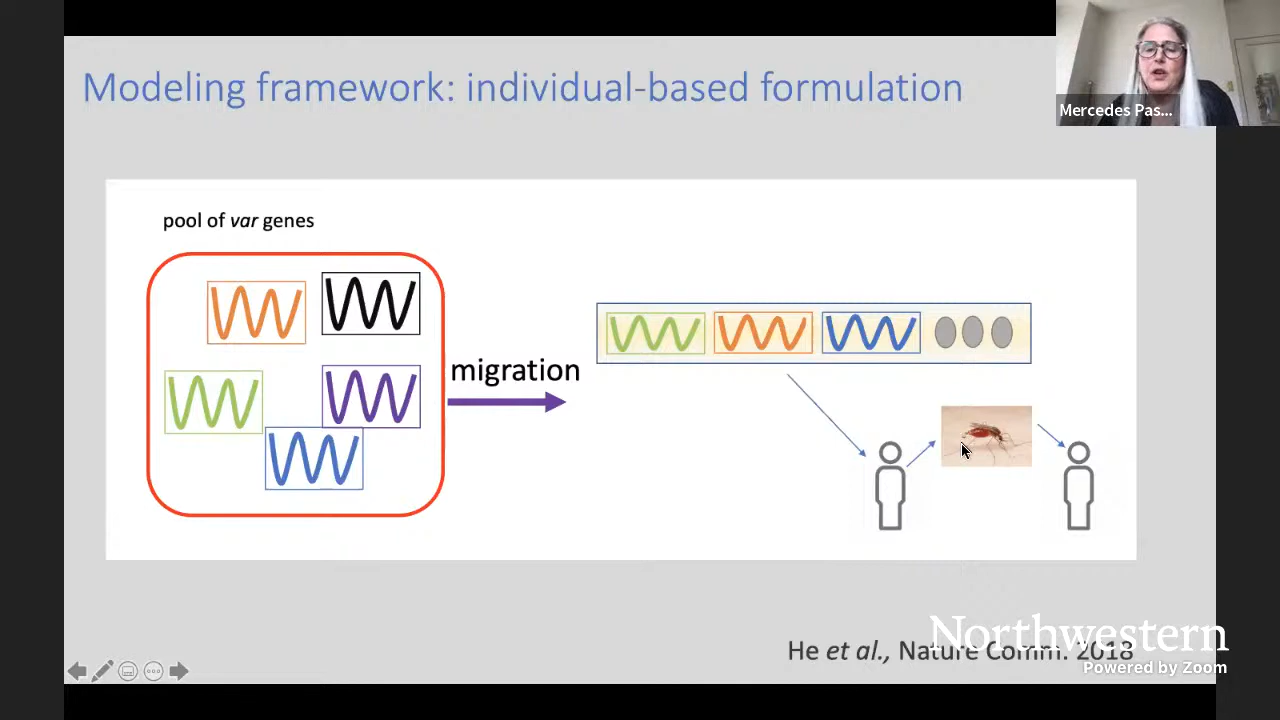 Modeling framework: individual-based formulation
Mercedes Pas...
pool of var genes
migration
He et al., Nature Comm. 2018
Northwestern
Powered by Zoom